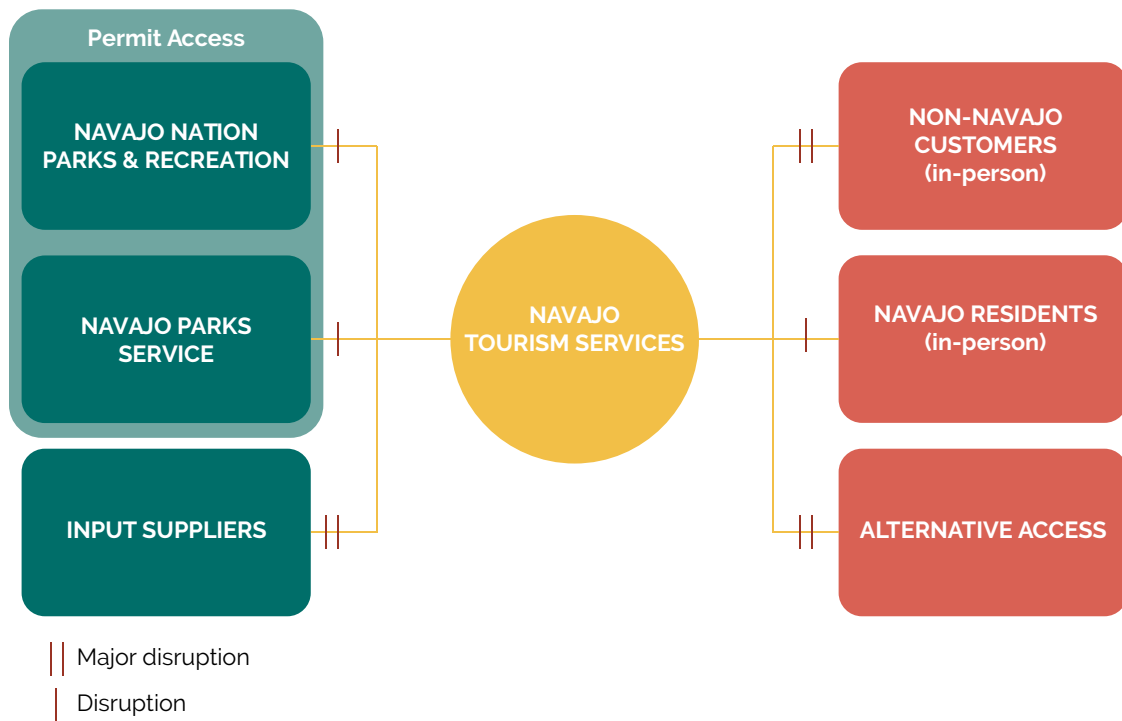 Permit Access
NAVAJO NATION
PARKS & RECREATION
NAVAJO PARKS
SERVICE
INPUT SUPPLIERS
NAVAJO
TOURISM SERVICES
NON-NAVAJO
CUSTOMERS
(in-person)
NAVAJO RESIDENTS
(in-person)
ALTERNATIVE ACCESS
Major disruption
Disruption